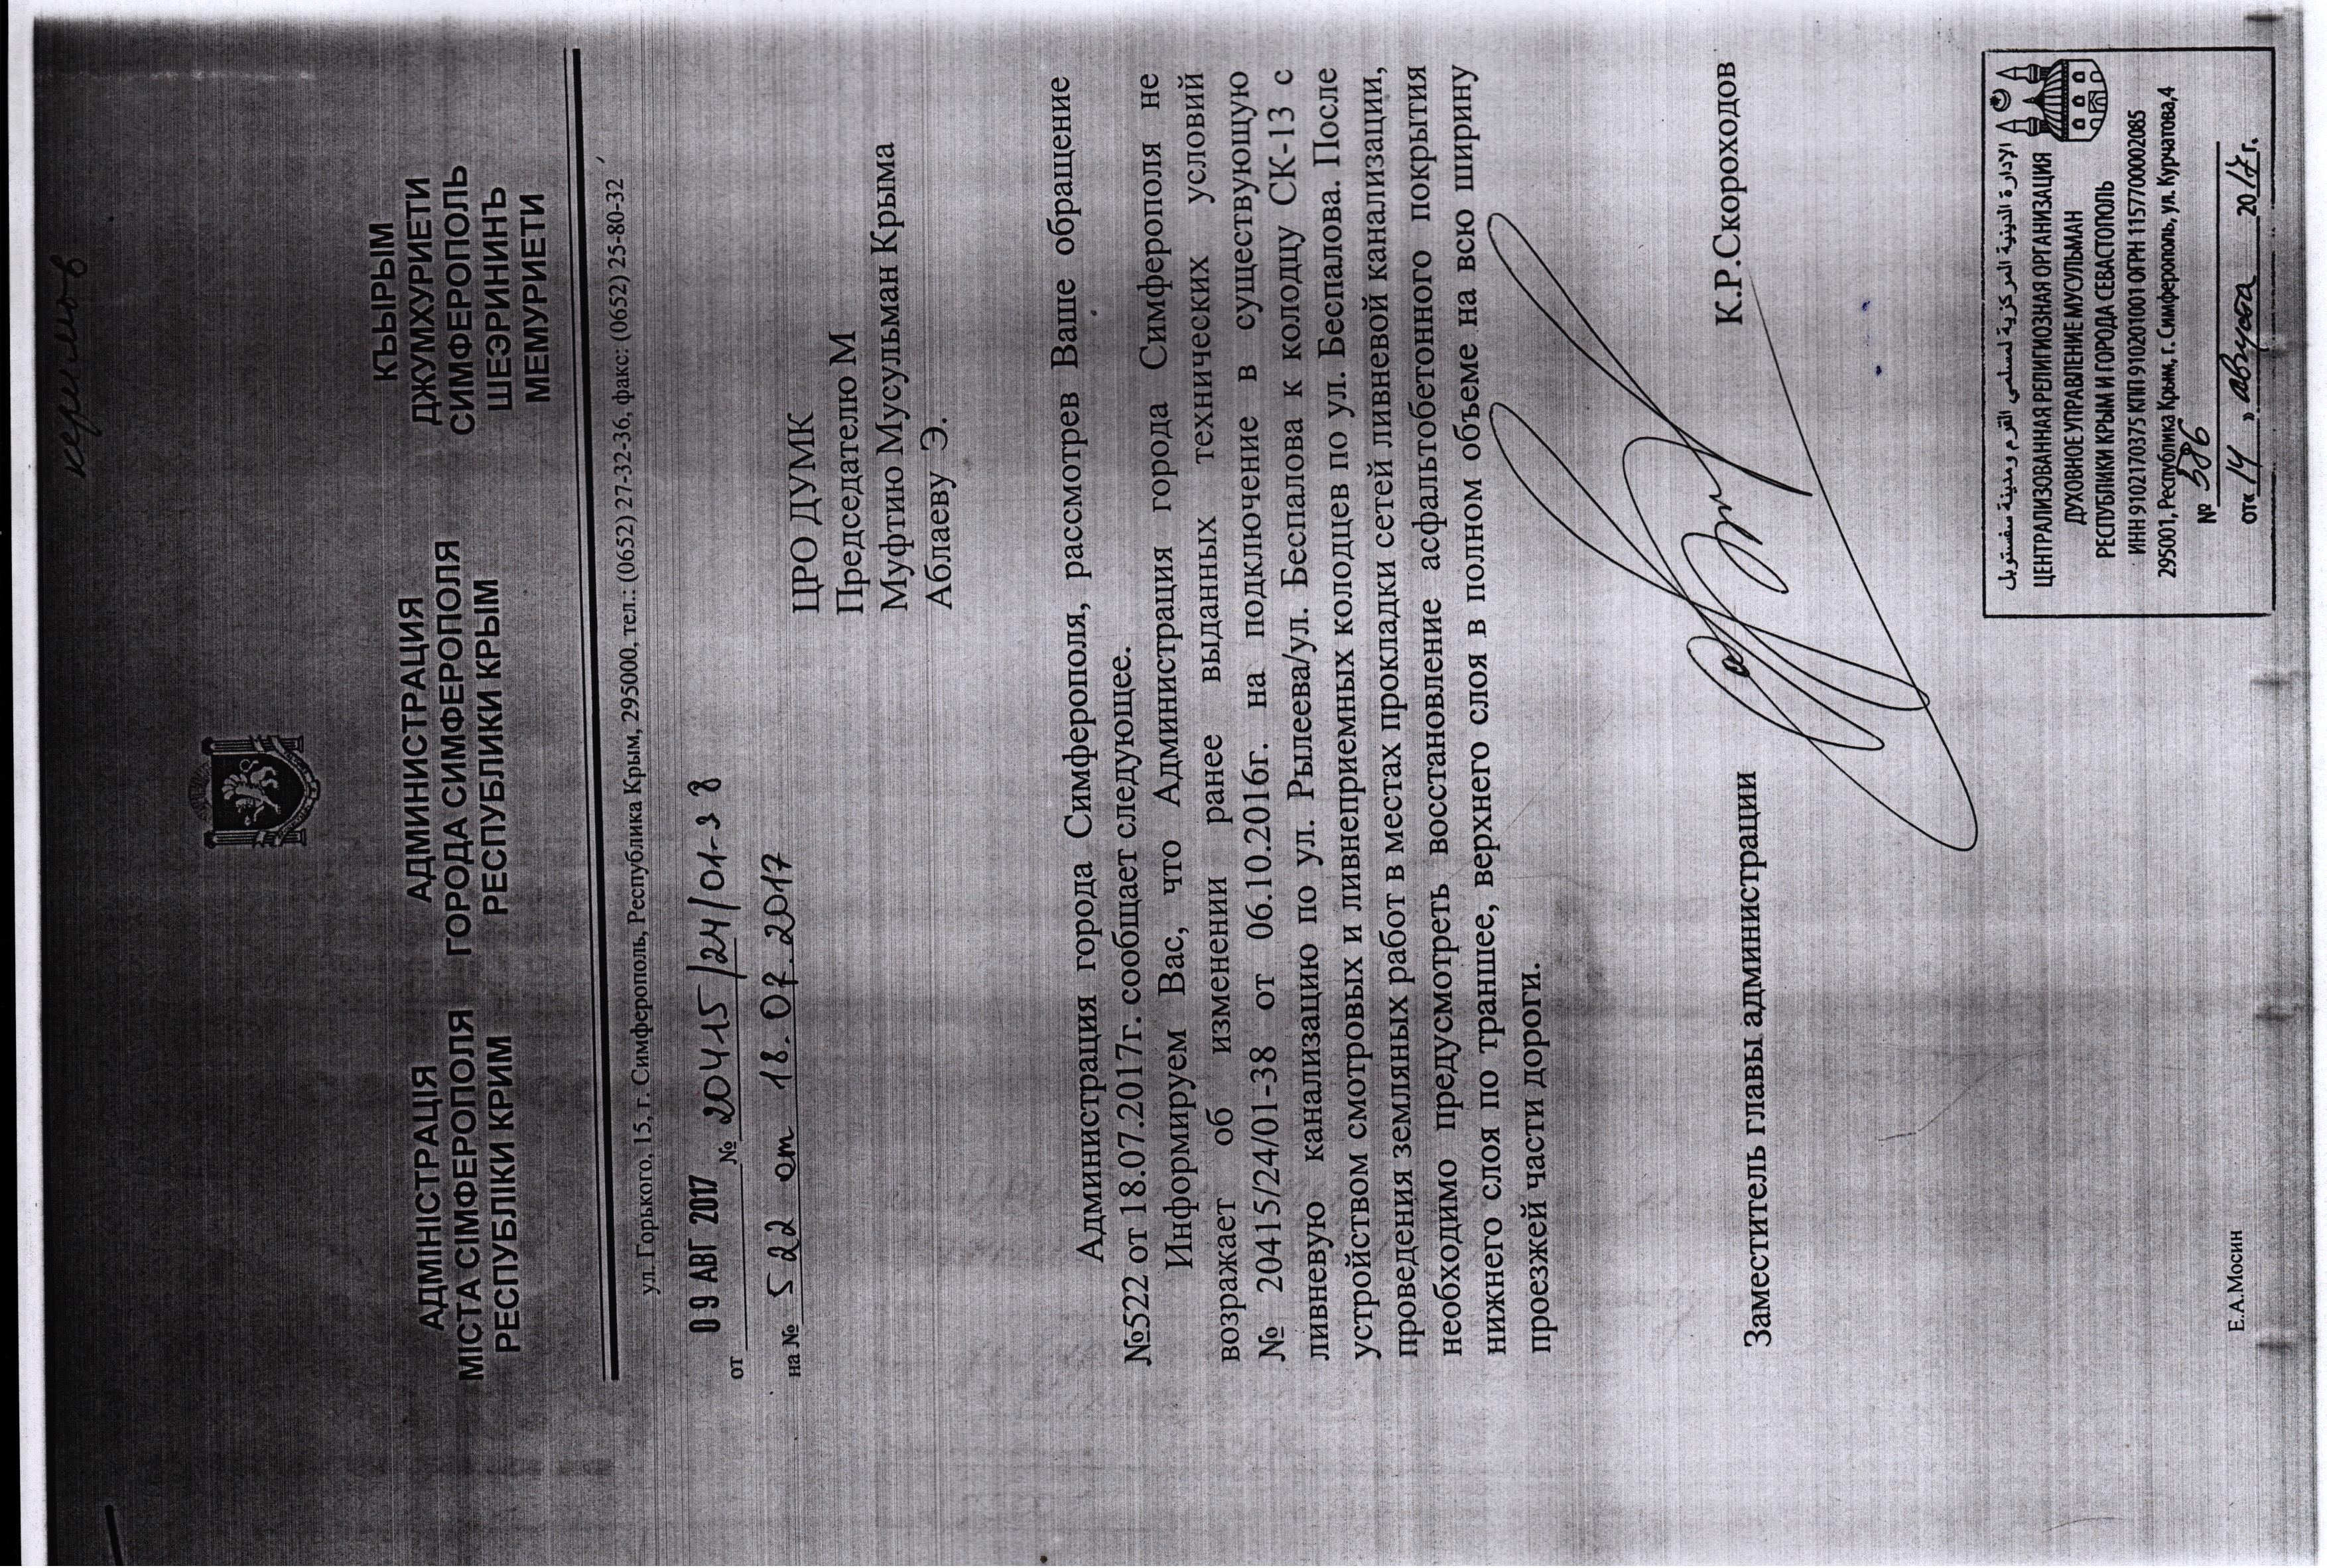 керимов
АДМІНІСТРАЦІЯ
МІСТА СІМФЕРОПОЛЯ
РЕСПУБЛІКИ КРИМ
АДМИНИСТРАЦИЯ
ГОРОДА СИМФЕРОПОЛЯ
РЕСПУБЛИКИ КРЫМ
КЪЫРЫМ
ДЖУМХУРИЕТИ
СИМФЕРОПОЛЬ
ШЕЭРИНИНЪ
МЕМУРИЕТИ
ул. Горького, 15, г. Симферополь, Республика Крым, 295000, тел.: (0652) 27-32-36, факс: (0652) 25-80-32
от 09 АВГ 2017 № 20415/24/01-38
на № 522 от 18.07.2017
ЦРО ДУМК
Председателю М
Муфтию Мусульман Крыма
Аблаеву Э.
Администрация города Симферополя, рассмотрев Ваше обращение
№522 от 18.07.2017г. сообщает следующее.
Информируем Вас, что Администрация города Симферополя не
возражает об изменении ранее выданных технических условий
№ 20415/24/01-38 от 06.10.2016г. на подключение в существующую
ливневую канализацию по ул. Рылеева/ул. Беспалова к колодцу СК-13 с
устройством смотровых и ливнеприемных колодцев по ул. Беспалова. После
проведения земляных работ в местах прокладки сетей ливневой канализации,
необходимо предусмотреть восстановление асфальтобетонного покрытия
нижнего слоя по траншее, верхнего слоя в полном объеме на всю ширину
проезжей части дороги.
Заместитель главы администрации К.Р.Скороходов
الإدارة الدينية المركزية لمسلمي القرم ومدينة سفستوبل
ЦЕНТРАЛИЗОВАННАЯ РЕЛИГИОЗНАЯ ОРГАНИЗАЦИЯ
ДУХОВНОЕ УПРАВЛЕНИЕ МУСУЛЬМАН
РЕСПУБЛИКИ КРЫМ И ГОРОДА СЕВАСТОПОЛЬ
ИНН 9102170375 КПП 910201001 ОГРН 1157700002085
295001, Республика Крым, г. Симферополь, ул. Курчатова,4
№ 586
от« 14 » августа 2017 г.
Е.А.Мосин